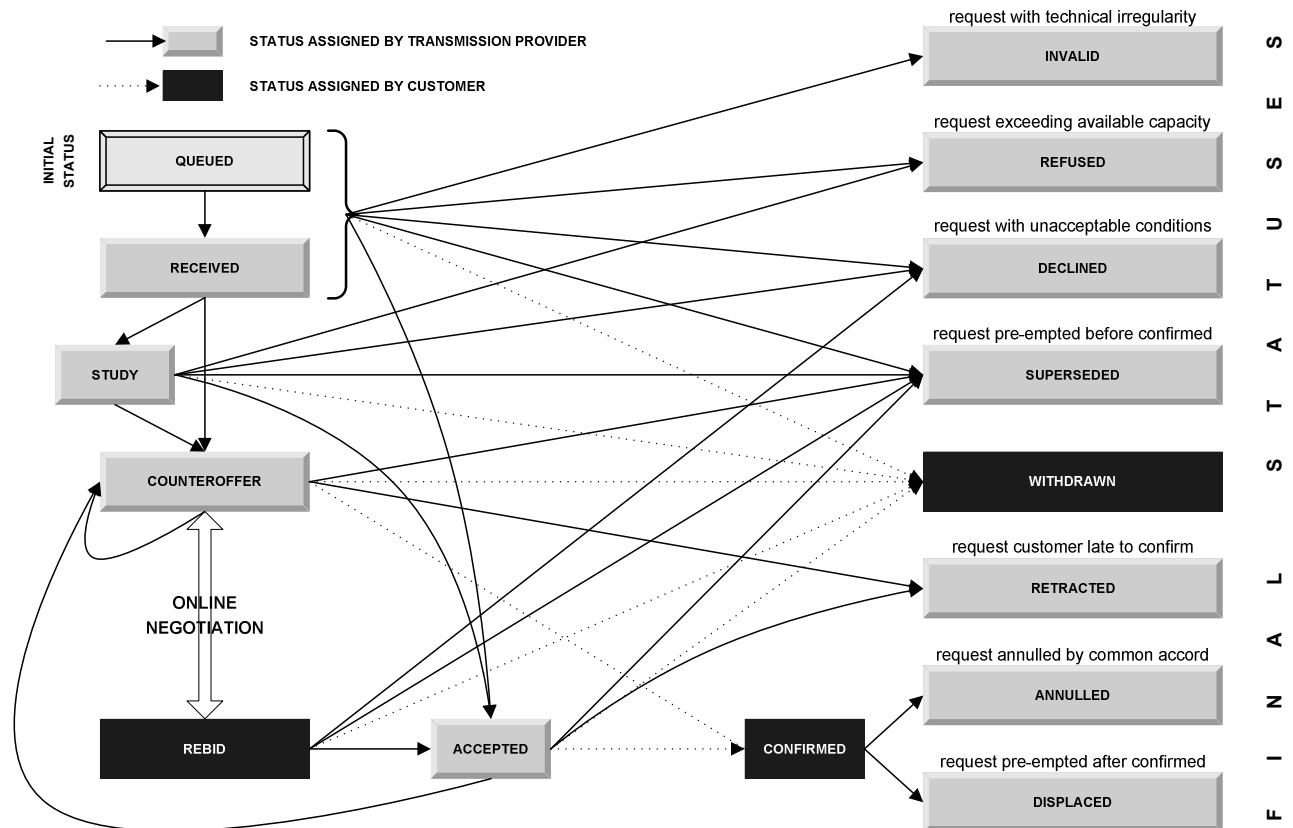 STATUS ASSIGNED BY TRANSMISSION PROVIDER
STATUS ASSIGNED BY CUSTOMER
INITIAL
STATUS
QUEUED
RECEIVED
STUDY
COUNTEROFFER
ONLINE
NEGOTIATION
REBID
ACCEPTED
CONFIRMED
request with technical irregularity
INVALID
request exceeding available capacity
REFUSED
request with unacceptable conditions
DECLINED
request pre-empted before confirmed
SUPERSEDED
WITHDRAWN
request customer late to confirm
RETRACTED
request annulled by common accord
ANNULLED
request pre-empted after confirmed
DISPLACED
FINAL STATUSSES